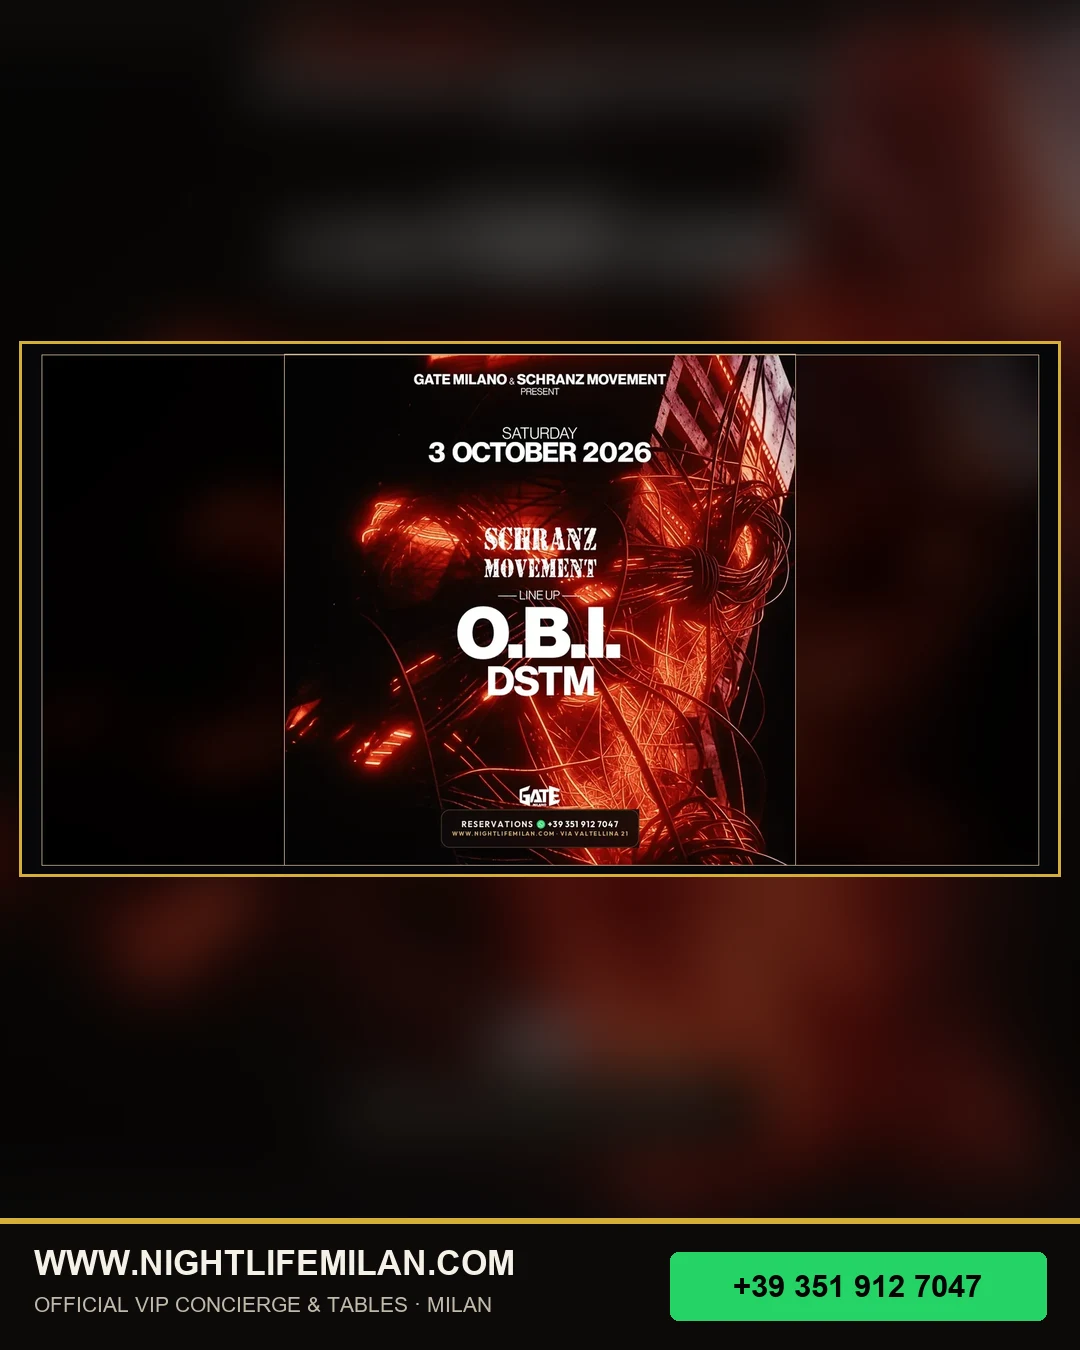 GATE MILANO & SCHRANZ MOVEMENT
PRESENT
SATURDAY
3 OCTOBER 2026
SCHRANZ
MOVEMENT
LINE UP
O.B.I.
DSTM
GATE
MILANO
RESERVATIONS +39 351 912 7047
WWW.NIGHTLIFEMILAN.COM · VIA VALTELLINA 21
WWW.NIGHTLIFEMILAN.COM
OFFICIAL VIP CONCIERGE & TABLES · MILAN
+39 351 912 7047